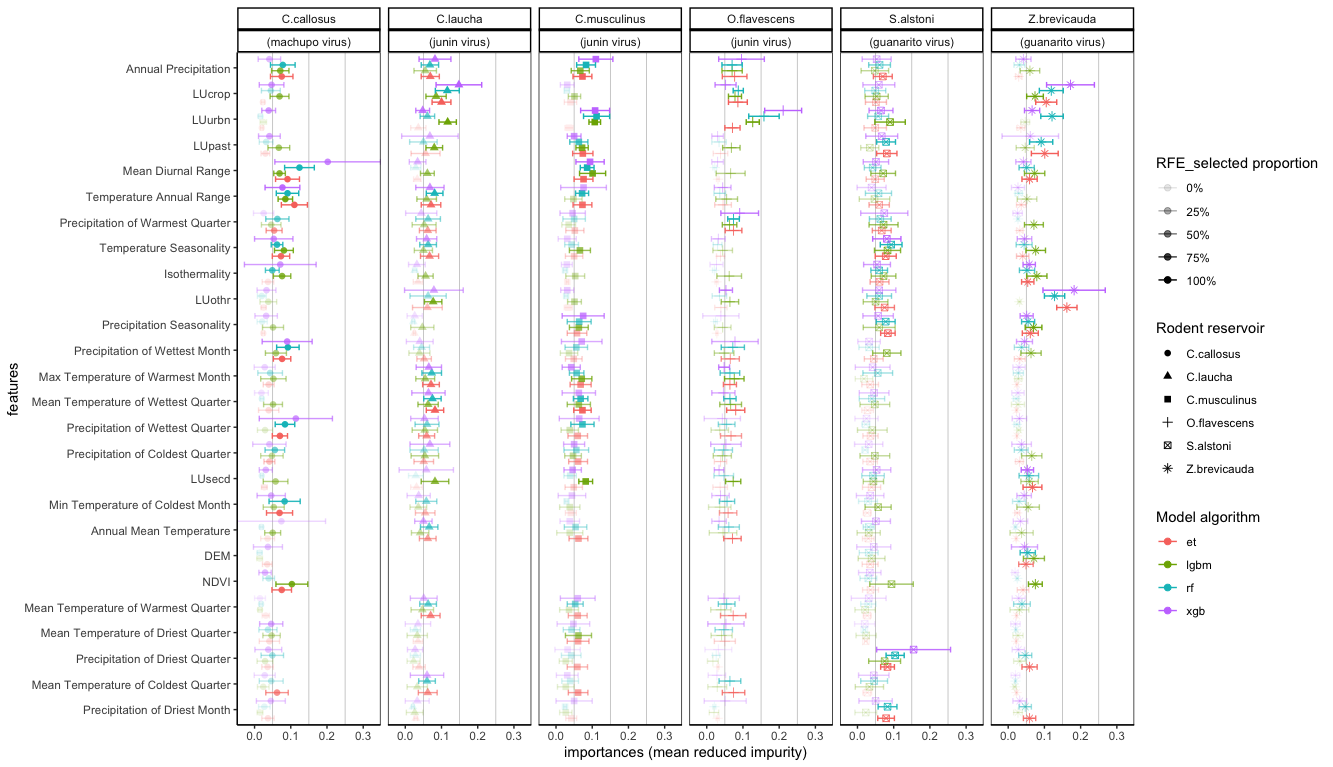 C.callosus C.laucha C.musculinus O.flavescens S.alstoni Z.brevicauda
(machupo virus) (junin virus) (junin virus) (junin virus) (guanarito virus) (guanarito virus)
features
Annual Precipitation
LUcrop
LUurbn
LUpast
Mean Diurnal Range
Temperature Annual Range
Precipitation of Warmest Quarter
Temperature Seasonality
Isothermality
LUothr
Precipitation Seasonality
Precipitation of Wettest Month
Max Temperature of Warmest Month
Mean Temperature of Wettest Quarter
Precipitation of Wettest Quarter
Precipitation of Coldest Quarter
LUsecd
Min Temperature of Coldest Month
Annual Mean Temperature
DEM
NDVI
Mean Temperature of Warmest Quarter
Mean Temperature of Driest Quarter
Precipitation of Driest Quarter
Mean Temperature of Coldest Quarter
Precipitation of Driest Month
0.0 0.1 0.2 0.3 0.0 0.1 0.2 0.3 0.0 0.1 0.2 0.3 0.0 0.1 0.2 0.3 0.0 0.1 0.2 0.3 0.0 0.1 0.2 0.3
importances (mean reduced impurity)
RFE_selected proportion
0%
25%
50%
75%
100%
Rodent reservoir
C.callosus
C.laucha
C.musculinus
O.flavescens
S.alstoni
Z.brevicauda
Model algorithm
et
lgbm
rf
xgb